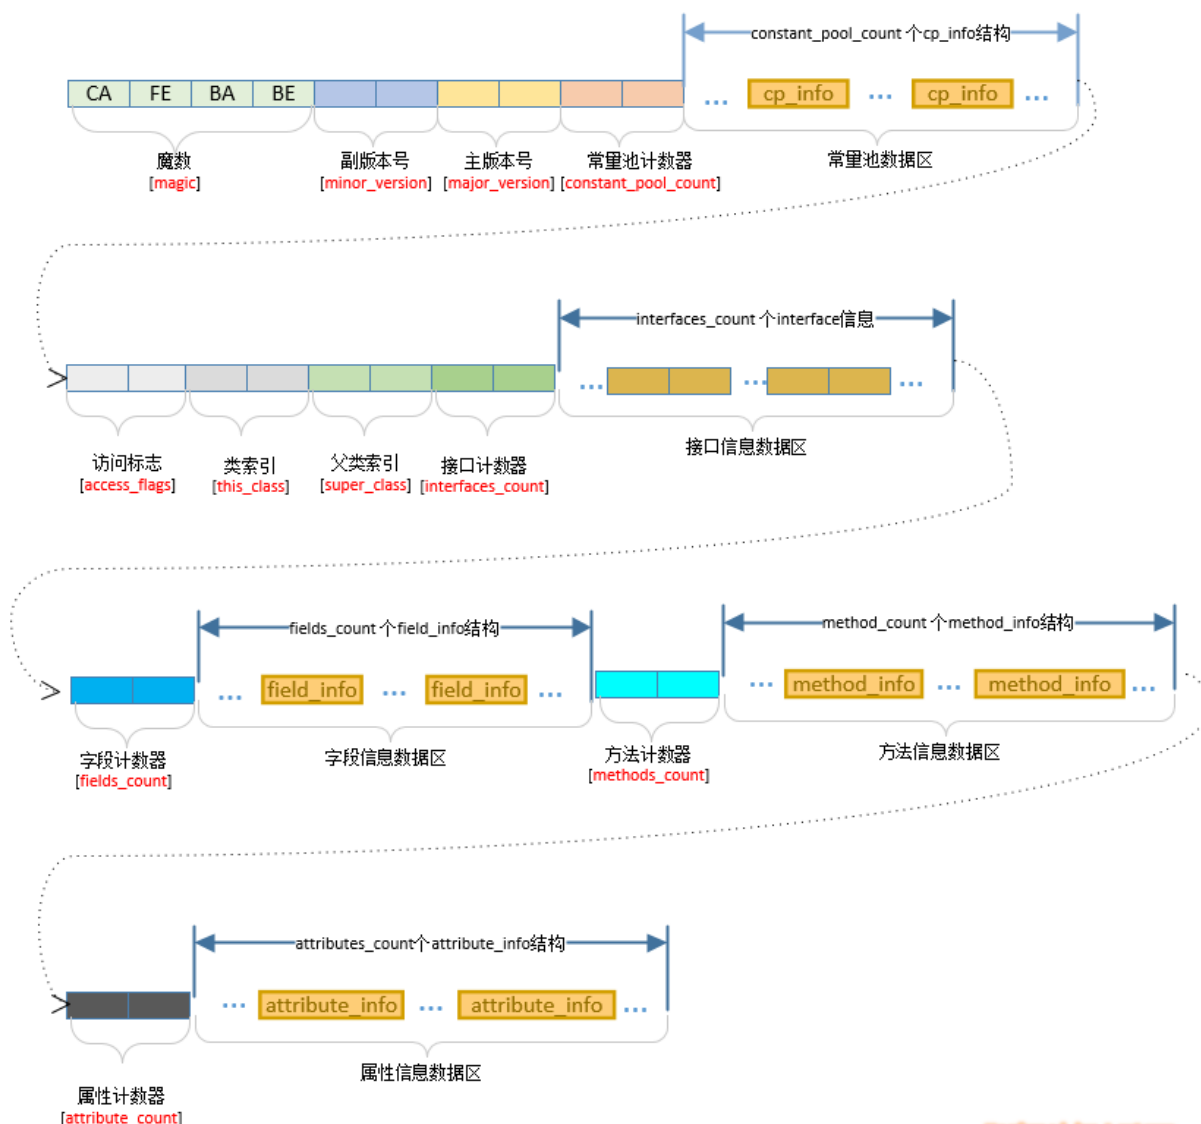 constant_pool_count 个cp_info结构
CA FE BA BE
... cp_info ... cp_info ...
魔数 副版本号 主版本号 常量池计数器 常量池数据区
[magic] [minor_version] [major_version] [constant_pool_count]
interfaces_count 个interface信息
... ... ...
访问标志 类索引 父类索引 接口计数器 接口信息数据区
[access_flags] [this_class] [super_class] [interfaces_count]
fields_count 个field_info结构 method_count 个method_info结构
... field_info ... field_info ... ... method_info ... method_info ...
字段计数器 字段信息数据区 方法计数器 方法信息数据区
[fields_count] [methods_count]
attributes_count个attribute_info结构
... attribute_info ... attribute_info ...
属性计数器 属性信息数据区
[attribute_count]